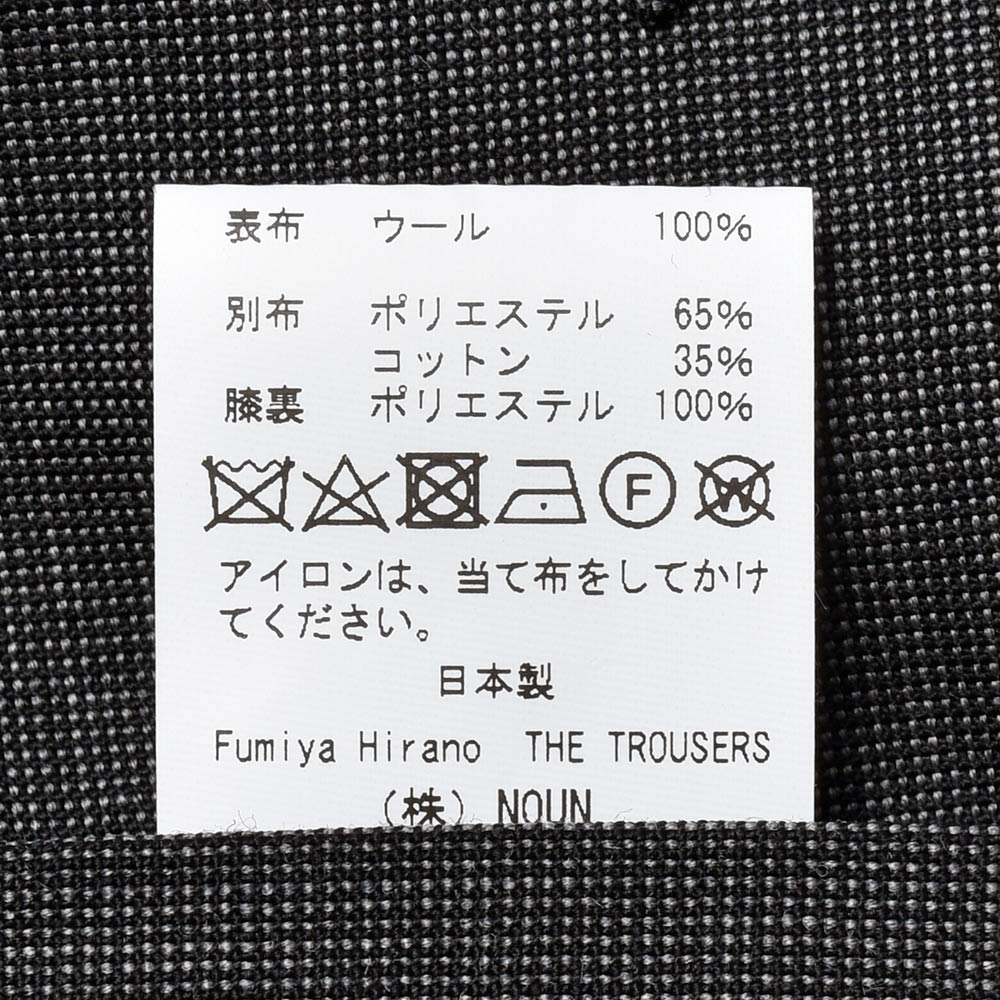 表布 ウール 100%
別布 ポリエステル 65%
コットン 35%
膝裏 ポリエステル 100%
F W
アイロンは、当て布をしてかけ
てください。
日本製
Fumiya Hirano THE TROUSERS
(株) NOUN